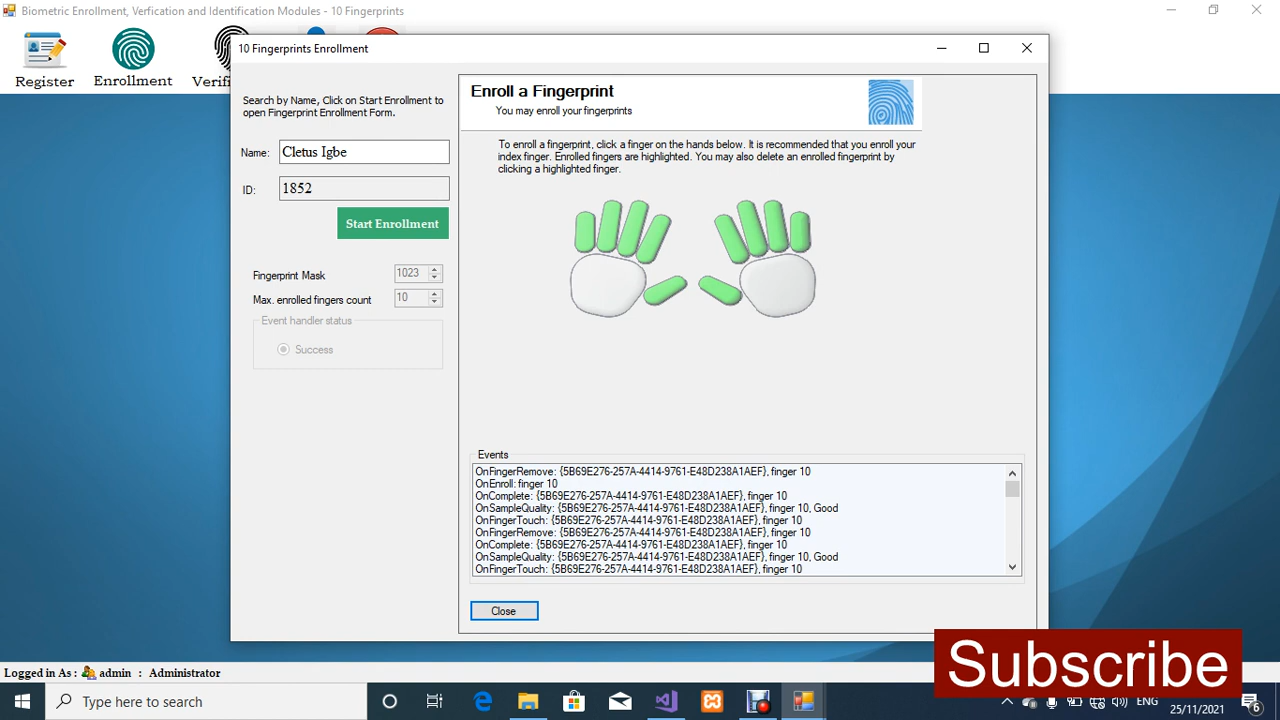 Biometric Enrollment, Verfication and Identification Modules - 10 Fingerprints
Register
Enrollment
10 Fingerprints Enrollment
Search by Name, Click on Start Enrollment to
open Fingerprint Enrollment Form.
Name: Cletus Igbe
ID: 1852
Start Enrollment
Fingerprint Mask 1023
Max. enrolled fingers count 10
Event handler status
Success
Enroll a Fingerprint
You may enroll your fingerprints
To enroll a fingerprint, click a finger on the hands below. It is recommended that you enroll your
index finger. Enrolled fingers are highlighted. You may also delete an enrolled fingerprint by
clicking a highlighted finger.
Events
OnFingerRemove: {5B69E276-257A-4414-9761-E48D238A1AEF}, finger 10
OnEnroll: finger 10
OnComplete: {5B69E276-257A-4414-9761-E48D238A1AEF}, finger 10
OnSampleQuality: {5B69E276-257A-4414-9761-E48D238A1AEF}, finger 10, Good
OnFingerTouch: {5B69E276-257A-4414-9761-E48D238A1AEF}, finger 10
OnFingerRemove: {5B69E276-257A-4414-9761-E48D238A1AEF}, finger 10
OnComplete: {5B69E276-257A-4414-9761-E48D238A1AEF}, finger 10
OnSampleQuality: {5B69E276-257A-4414-9761-E48D238A1AEF}, finger 10, Good
OnFingerTouch: {5B69E276-257A-4414-9761-E48D238A1AEF}, finger 10
Close
Subscribe
Logged in As : admin : Administrator
Type here to search
ENG
25/11/2021
6